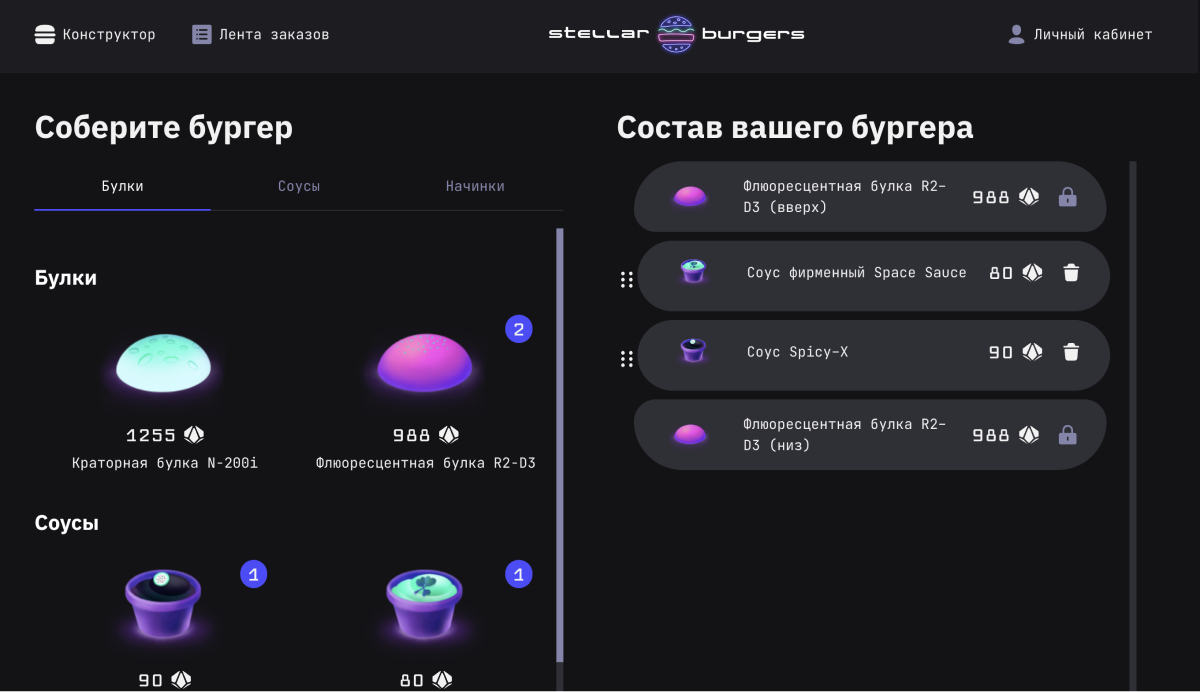 Конструктор
Лента заказов
stellar burgers
Личный кабинет
Соберите бургер
Булки
Соусы
Начинки
Булки
2
1255
988
Краторная булка N-200i
Флюоресцентная булка R2-D3
Соусы
1
1
90
80
Состав вашего бургера
Флюоресцентная булка R2-
D3 (вверх)
988
Соус фирменный Space Sauce
80
Соус Spicy-X
90
Флюоресцентная булка R2-
D3 (низ)
988